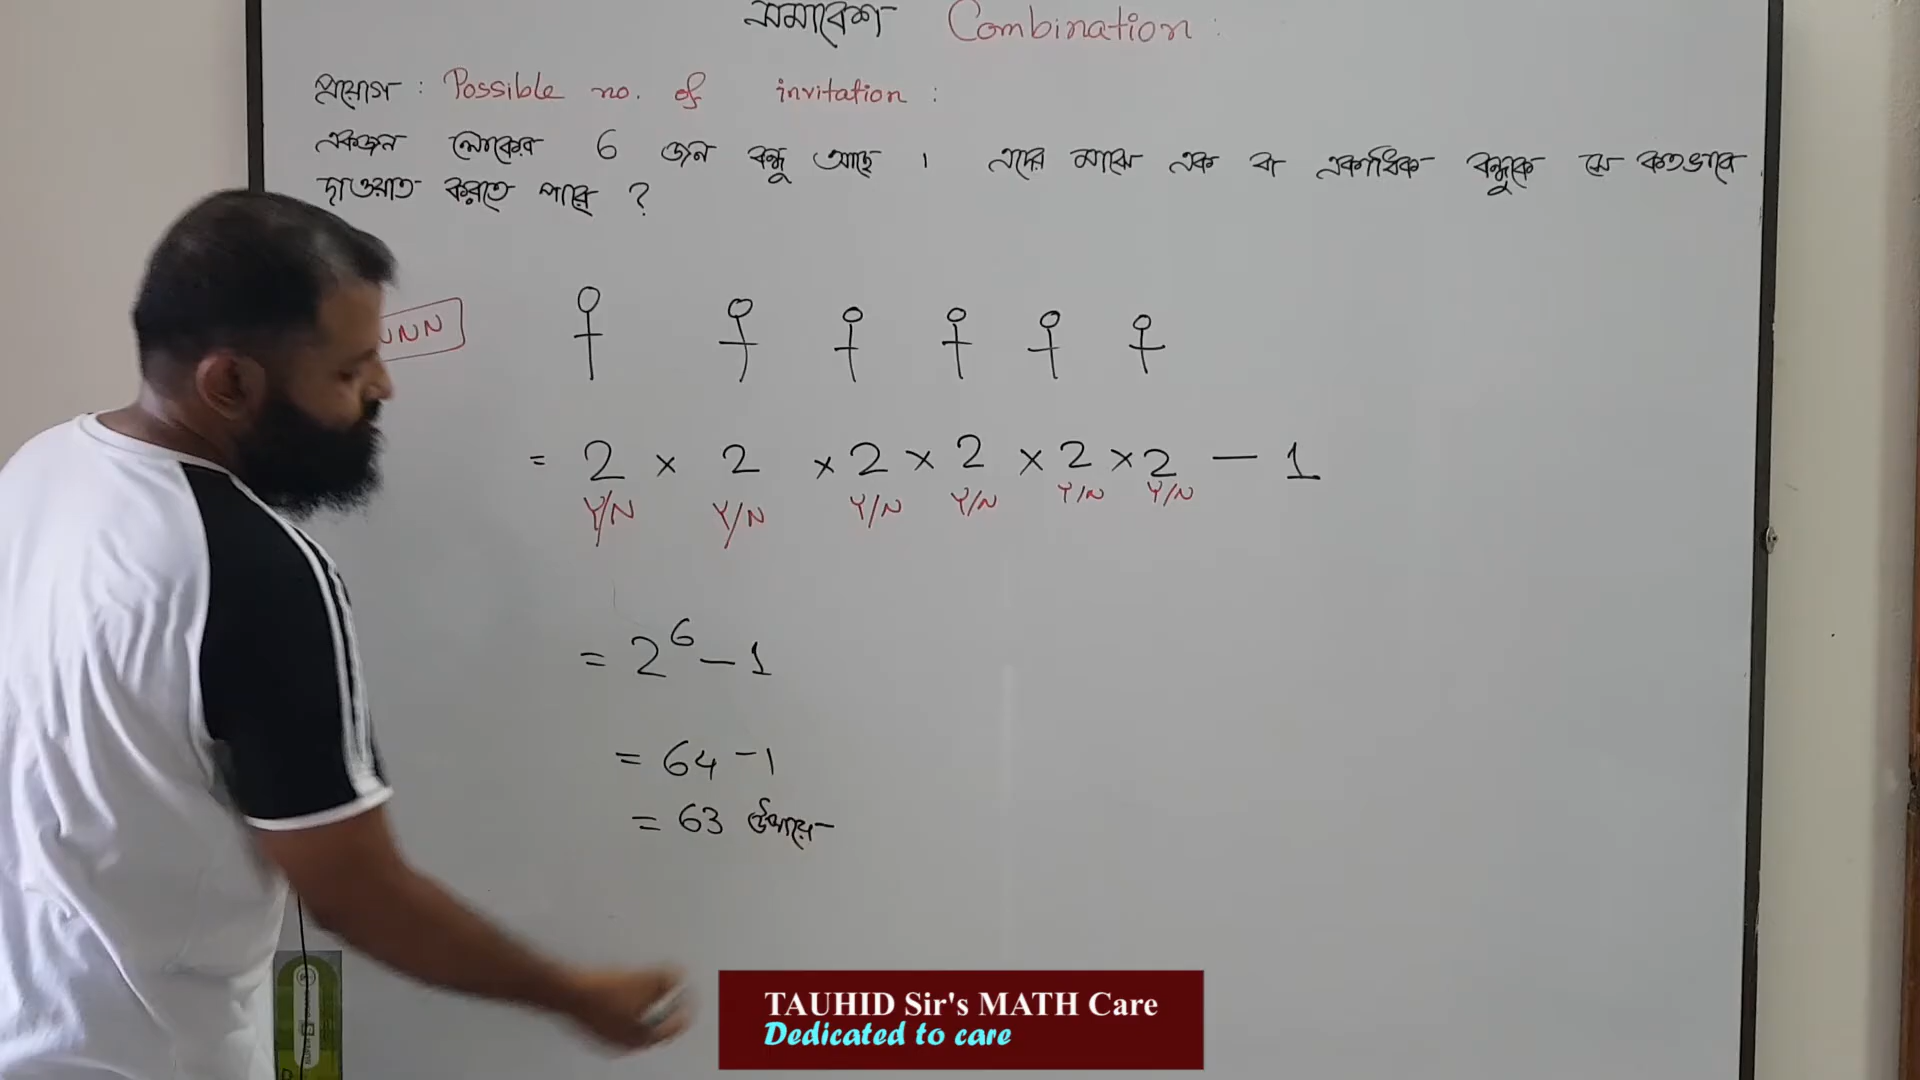 সমাবেশ Combination :
প্রয়োগ : Possible no. of invitation :
একজন লোকের 6 জন বন্ধু আছে । এদের মাঝে এক বা একাধিক বন্ধুকে সে কতভাবে
দাওয়াত করতে পারে ?
NNN
= 2 × 2 × 2 × 2 × 2 × 2 — 1
Y/N Y/N Y/N Y/N Y/N Y/N
= 2⁶ – 1
= 64 – 1
= 63 উপায়ে
TAUHID Sir's MATH Care
Dedicated to care